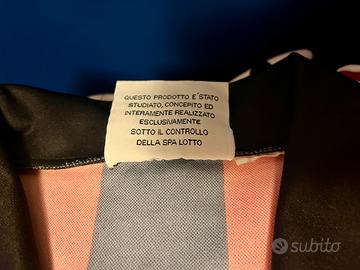 QUESTO PRODOTTO E' STATO
STUDIATO, CONCEPITO ED
INTERAMENTE REALIZZATO
ESCLUSIVAMENTE
SOTTO IL CONTROLLO
DELLA SPA LOTTO
subito